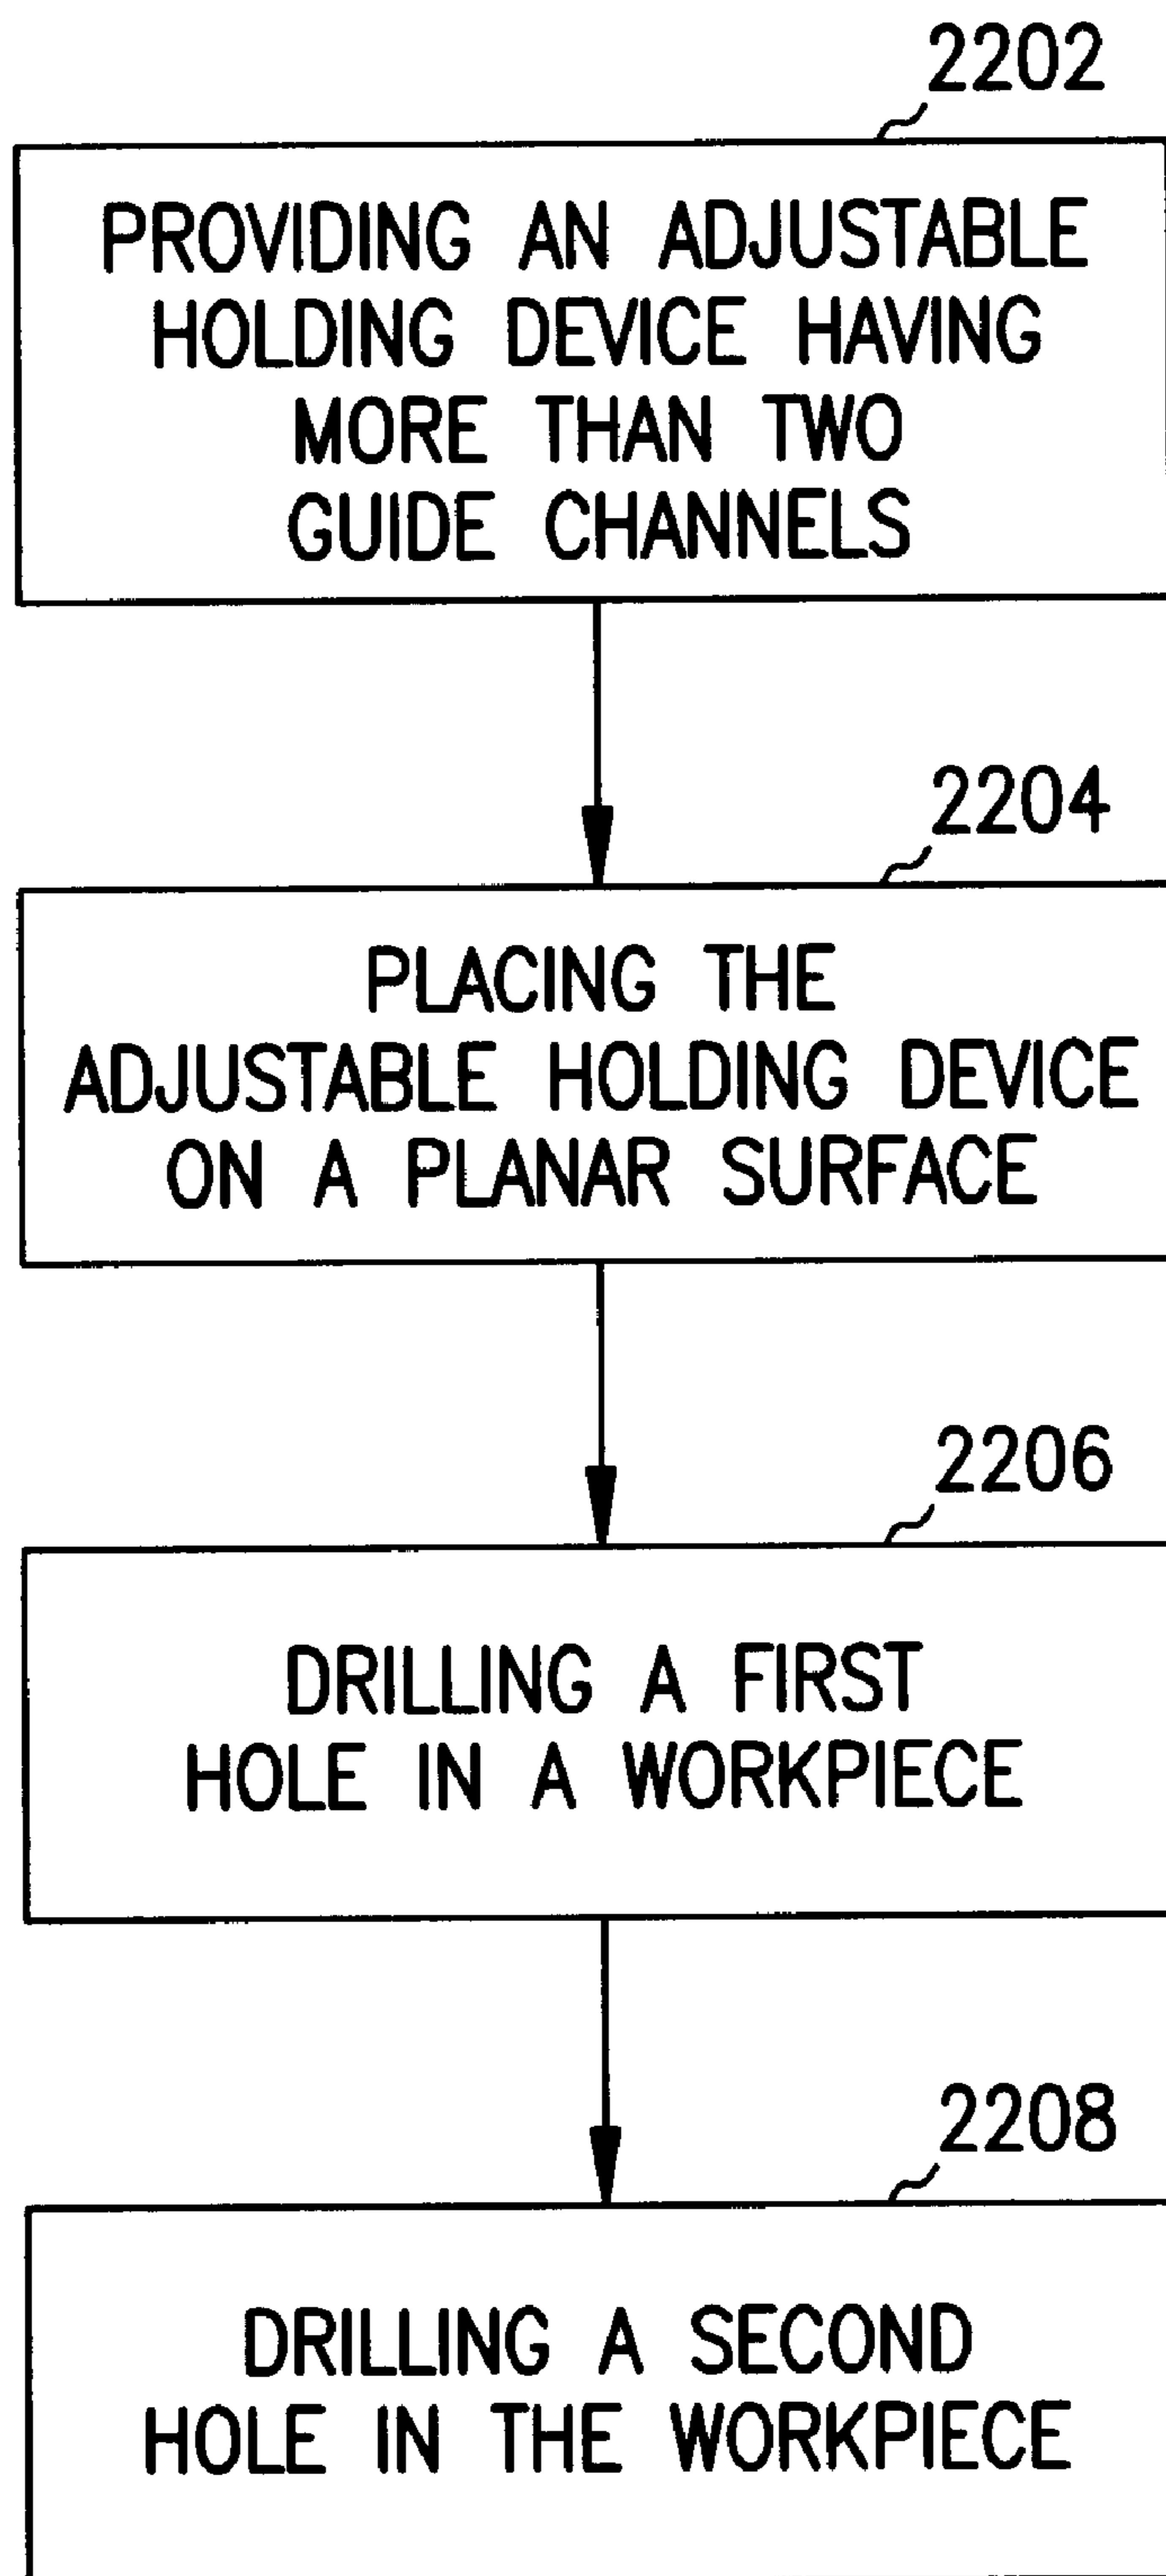 2202
PROVIDING AN ADJUSTABLE
HOLDING DEVICE HAVING
MORE THAN TWO
GUIDE CHANNELS
2204
PLACING THE
ADJUSTABLE HOLDING DEVICE
ON A PLANAR SURFACE
2206
DRILLING A FIRST
HOLE IN A WORKPIECE
2208
DRILLING A SECOND
HOLE IN THE WORKPIECE